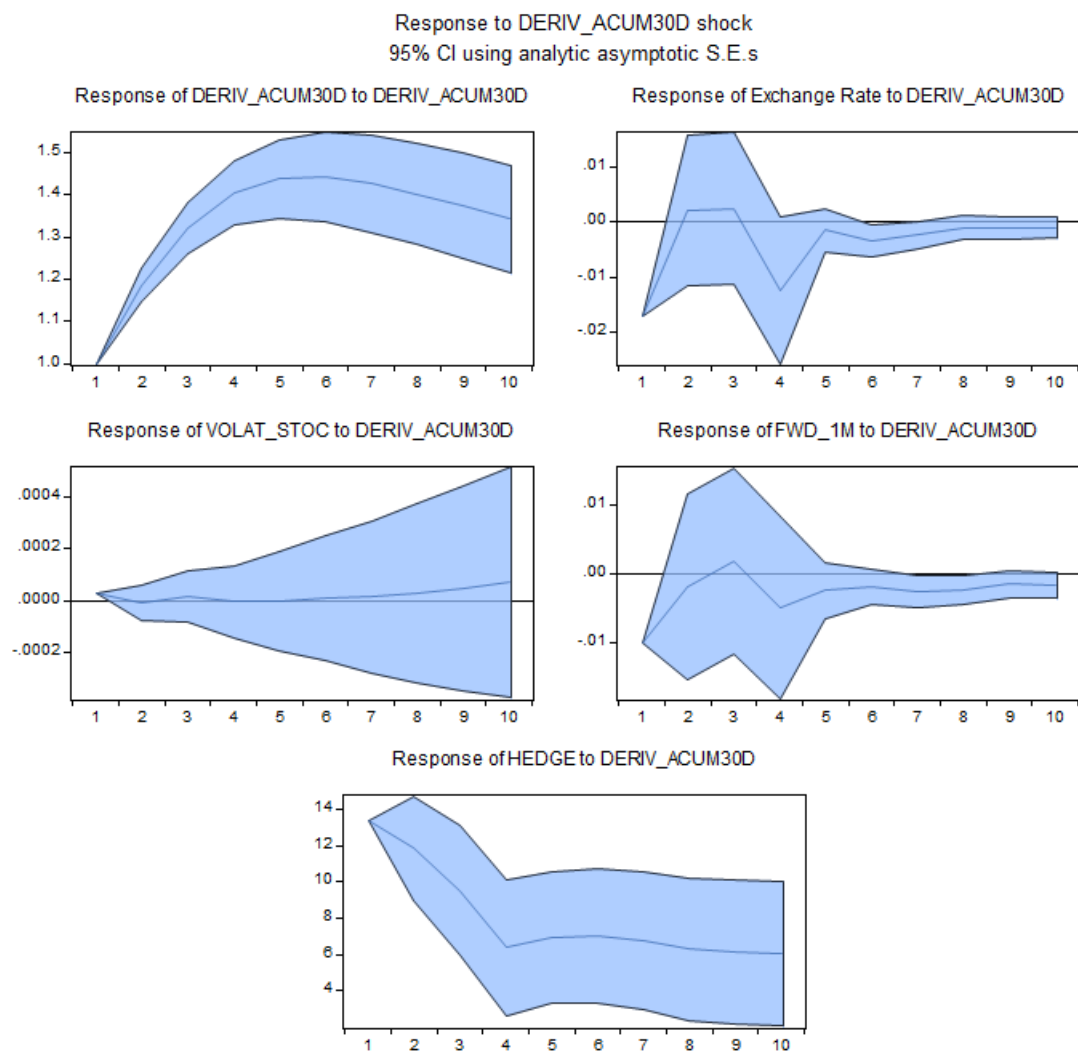 Response to DERIV_ACUM30D shock
95% CI using analytic asymptotic S.E.s
Response of DERIV_ACUM30D to DERIV_ACUM30D
1.5
1.4
1.3
1.2
1.1
1.0
1 2 3 4 5 6 7 8 9 10
Response of Exchange Rate to DERIV_ACUM30D
.01
.00
-.01
-.02
1 2 3 4 5 6 7 8 9 10
Response of VOLAT_STOC to DERIV_ACUM30D
.0004
.0002
.0000
-.0002
1 2 3 4 5 6 7 8 9 10
Response of FWD_1M to DERIV_ACUM30D
.01
.00
-.01
1 2 3 4 5 6 7 8 9 10
Response of HEDGE to DERIV_ACUM30D
14
12
10
8
6
4
1 2 3 4 5 6 7 8 9 10